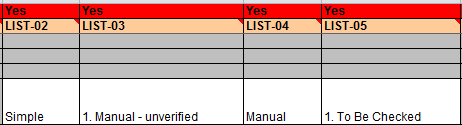 Yes Yes Yes Yes
LIST-02 LIST-03 LIST-04 LIST-05
Simple 1. Manual - unverified Manual 1. To Be Checked